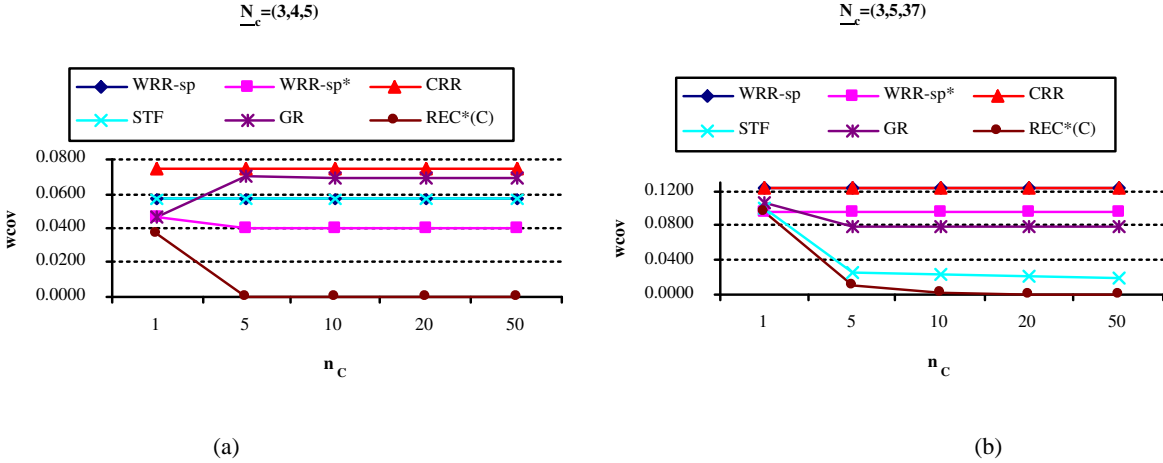 N_c=(3,4,5)
WRR-sp WRR-sp* CRR
STF GR REC*(C)
wcov
0.0800
0.0600
0.0400
0.0200
0.0000
1 5 10 20 50
n_C
(a)
N_c=(3,5,37)
WRR-sp WRR-sp* CRR
STF GR REC*(C)
wcov
0.1200
0.0800
0.0400
0.0000
1 5 10 20 50
n_C
(b)